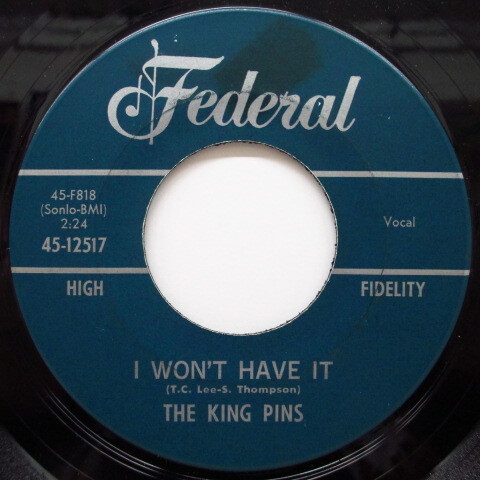 Federal
45-F818
(Sonlo-BMI)
2:24
45-12517
Vocal
HIGH FIDELITY
I WON'T HAVE IT
(T.C. Lee-S. Thompson)
THE KING PINS